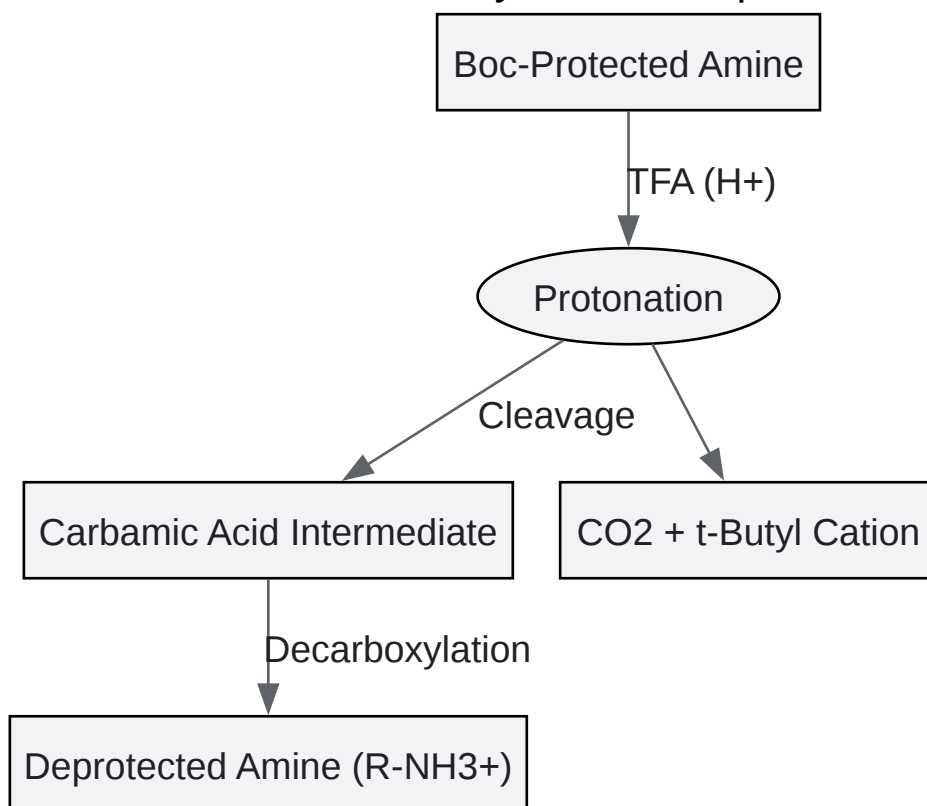 Boc-Protected Amine
TFA (H+)
Protonation
Cleavage
Carbamic Acid Intermediate
CO2 + t-Butyl Cation
Decarboxylation
Deprotected Amine (R-NH3+)